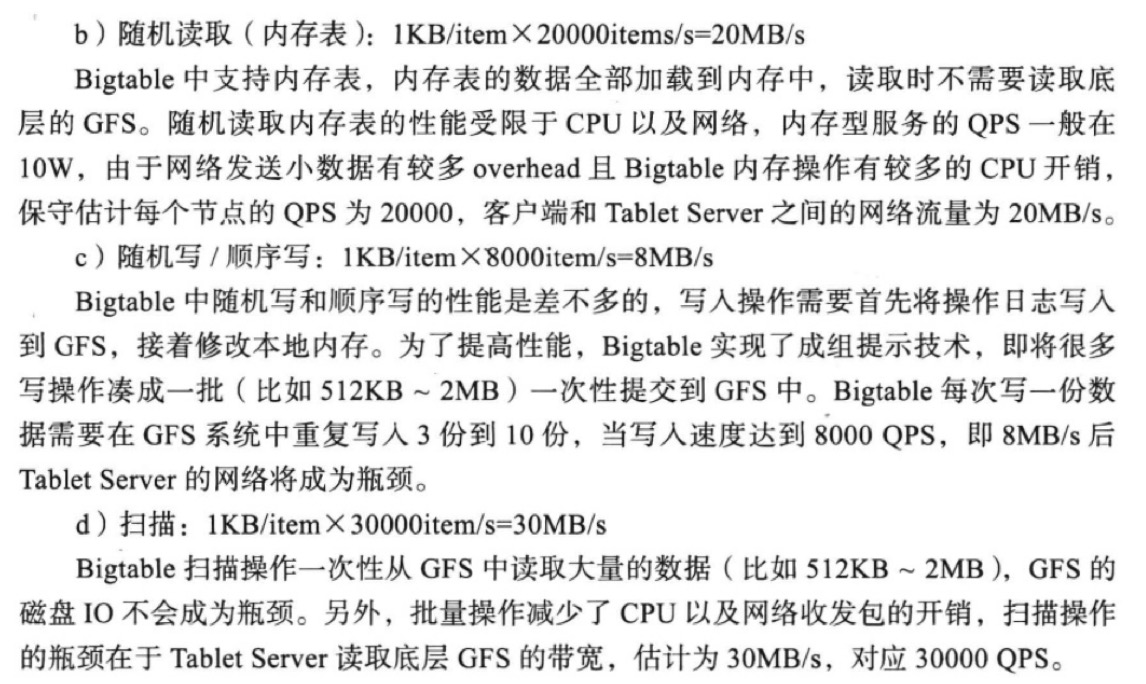 b）随机读取（内存表）：1KB/item×20000items/s=20MB/s
Bigtable 中支持内存表，内存表的数据全部加载到内存中，读取时不需要读取底
层的 GFS。随机读取内存表的性能受限于 CPU 以及网络，内存型服务的 QPS 一般在
10W，由于网络发送小数据有较多 overhead 且 Bigtable 内存操作有较多的 CPU 开销，
保守估计每个节点的 QPS 为 20000，客户端和 Tablet Server 之间的网络流量为 20MB/s。
c）随机写 / 顺序写：1KB/item×8000item/s=8MB/s
Bigtable 中随机写和顺序写的性能是差不多的，写入操作需要首先将操作日志写入
到 GFS，接着修改本地内存。为了提高性能，Bigtable 实现了成组提示技术，即将很多
写操作凑成一批（比如 512KB ~ 2MB）一次性提交到 GFS 中。Bigtable 每次写一份数
据需要在 GFS 系统中重复写入 3 份到 10 份，当写入速度达到 8000 QPS，即 8MB/s 后
Tablet Server 的网络将成为瓶颈。
d）扫描：1KB/item×30000item/s=30MB/s
Bigtable 扫描操作一次性从 GFS 中读取大量的数据（比如 512KB ~ 2MB），GFS 的
磁盘 IO 不会成为瓶颈。另外，批量操作减少了 CPU 以及网络收发包的开销，扫描操作
的瓶颈在于 Tablet Server 读取底层 GFS 的带宽，估计为 30MB/s，对应 30000 QPS。